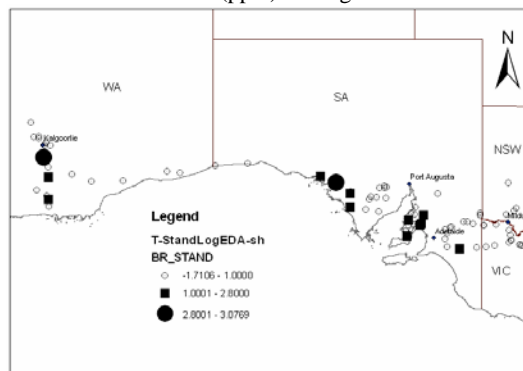 WA
SA
N
NSW
VIC
Kalgoorlie
Port Augusta
Adelaide
Legend
T-StandLogEDA-sh
BR_STAND
-1.7106 - 1.0000
1.0001 - 2.8000
2.8001 - 3.0769